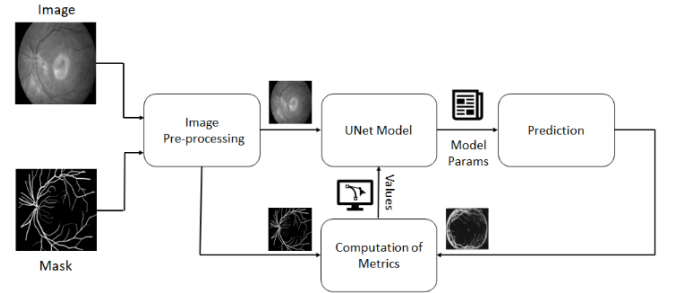 Image
Image
Pre-processing
UNet Model
Model
Params
Prediction
Values
Computation of
Metrics
Mask